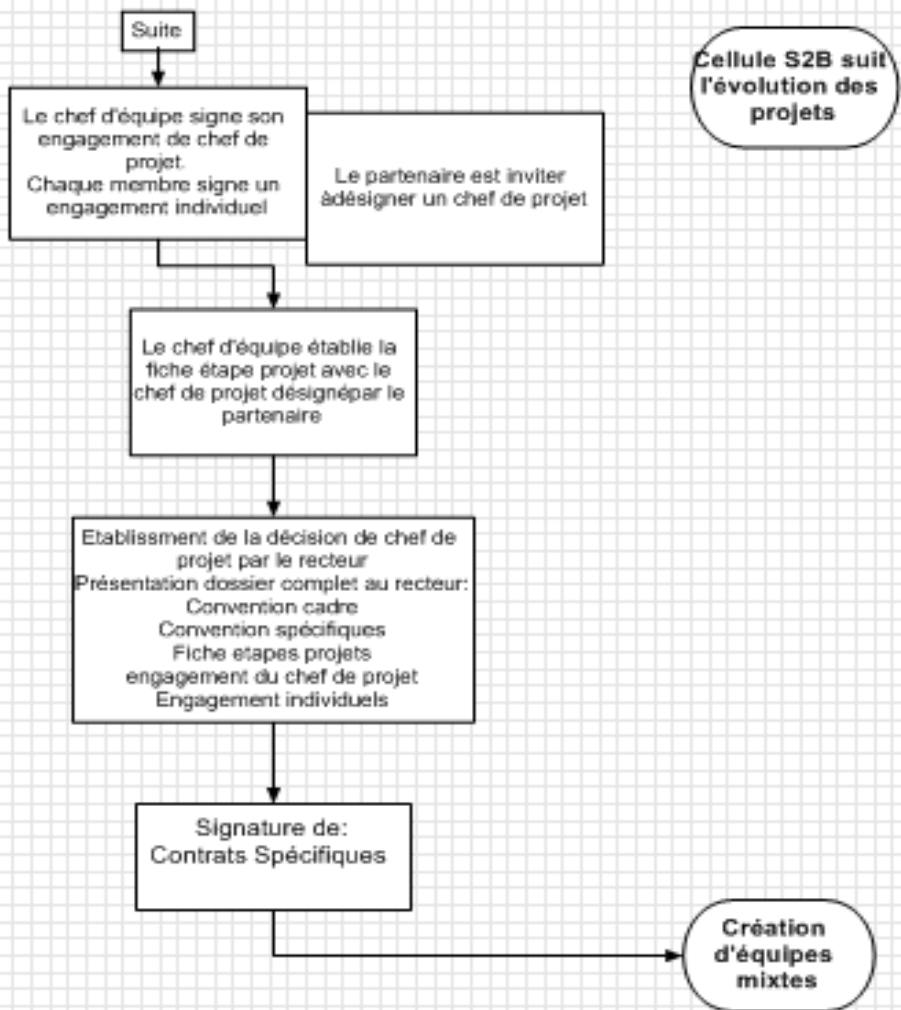 Suite
Cellule S2B suit
l'évolution des
projets
Le chef d'équipe signe son
engagement de chef de
projet.
Chaque membre signe un
engagement individuel
Le partenaire est inviter
àdésigner un chef de projet
Le chef d'équipe établie la
fiche étape projet avec le
chef de projet désignépar le
partenaire
Etablissment de la décision de chef de
projet par le recteur
Présentation dossier complet au recteur:
Convention cadre
Convention spécifiques
Fiche etapes projets
engagement du chef de projet
Engagement individuels
Signature de:
Contrats Spécifiques
Création
d'équipes
mixtes